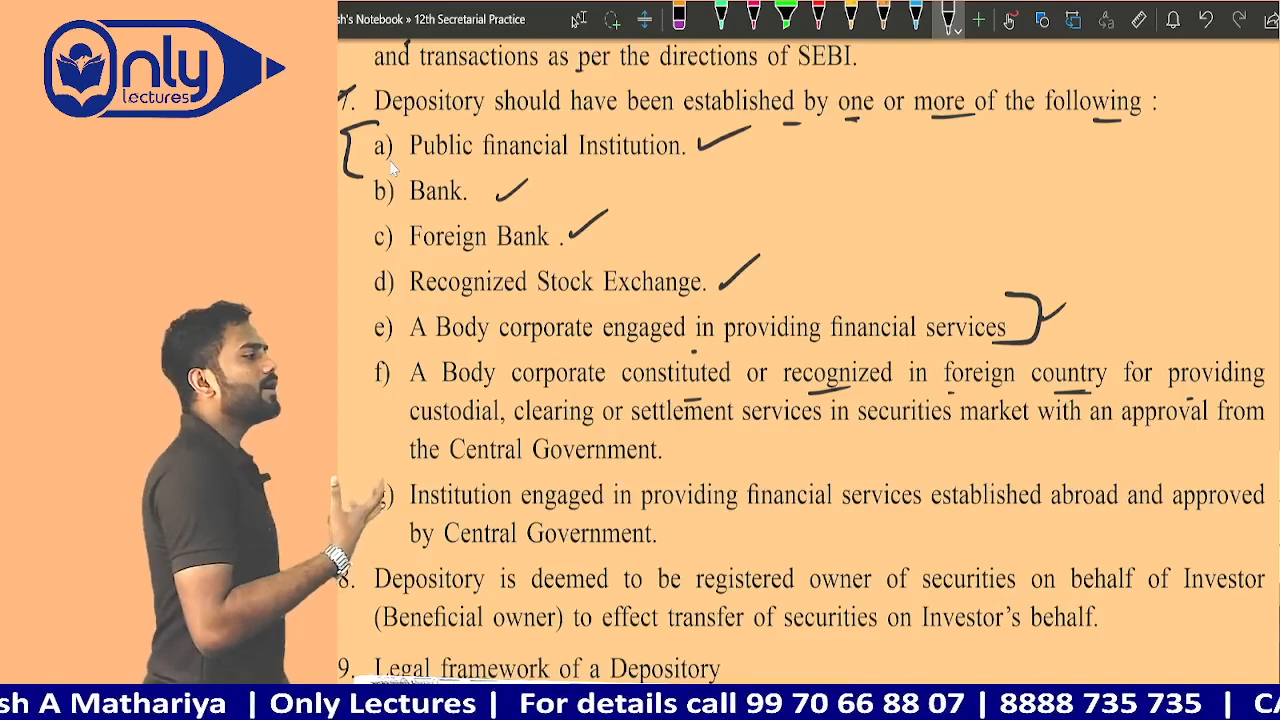 sh's Notebook » 12th Secretarial Practice
Only
lectures
and transactions as per the directions of SEBI.
7. Depository should have been established by one or more of the following :
a) Public financial Institution.
b) Bank.
c) Foreign Bank .
d) Recognized Stock Exchange.
e) A Body corporate engaged in providing financial services
f) A Body corporate constituted or recognized in foreign country for providing
custodial, clearing or settlement services in securities market with an approval from
the Central Government.
) Institution engaged in providing financial services established abroad and approved
by Central Government.
8. Depository is deemed to be registered owner of securities on behalf of Investor
(Beneficial owner) to effect transfer of securities on Investor's behalf.
9. Legal framework of a Depository
sh A Mathariya | Only Lectures | For details call 99 70 66 88 07 | 8888 735 735 | CA